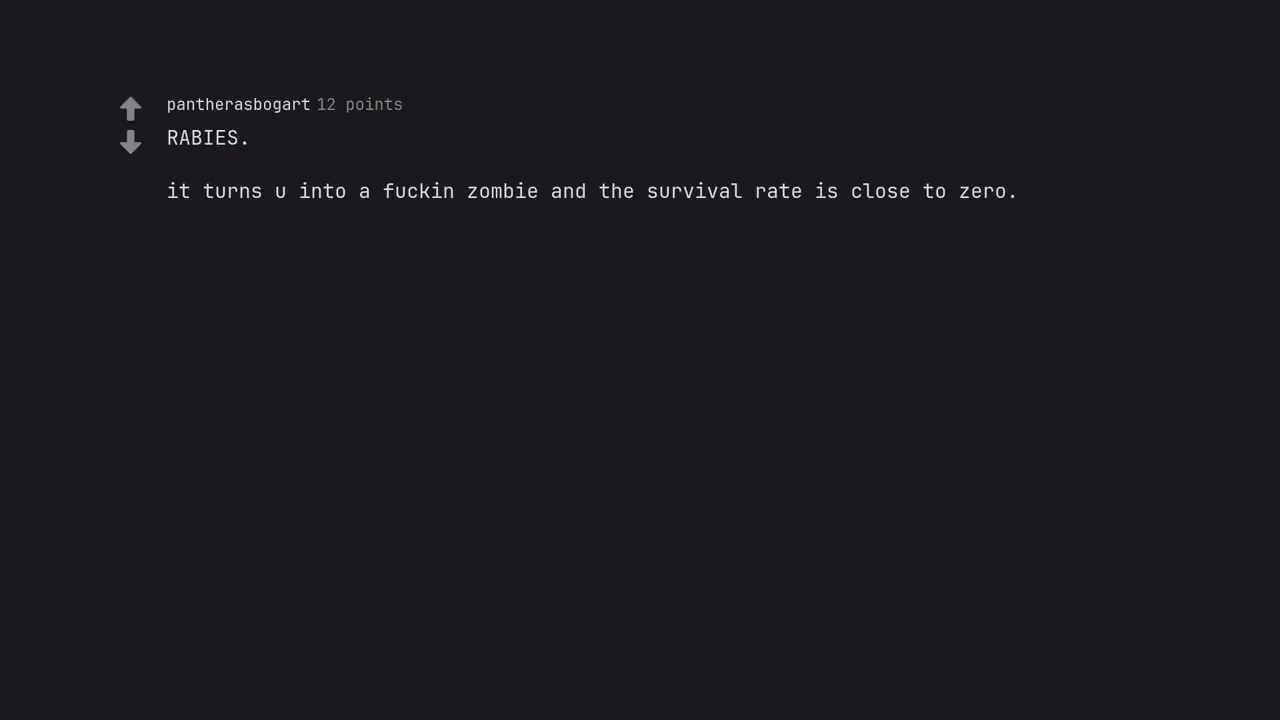 pantherasbogart 12 points
RABIES.
it turns u into a fuckin zombie and the survival rate is close to zero.